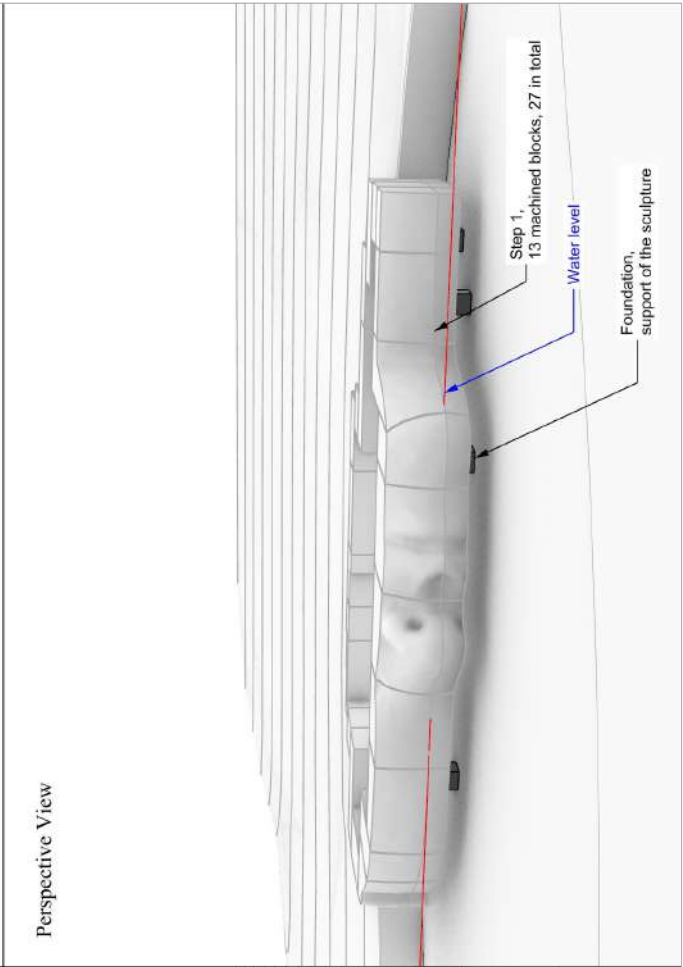 Perspective View
Step 1,
13 machined blocks, 27 in total
Water level
Foundation,
support of the sculpture